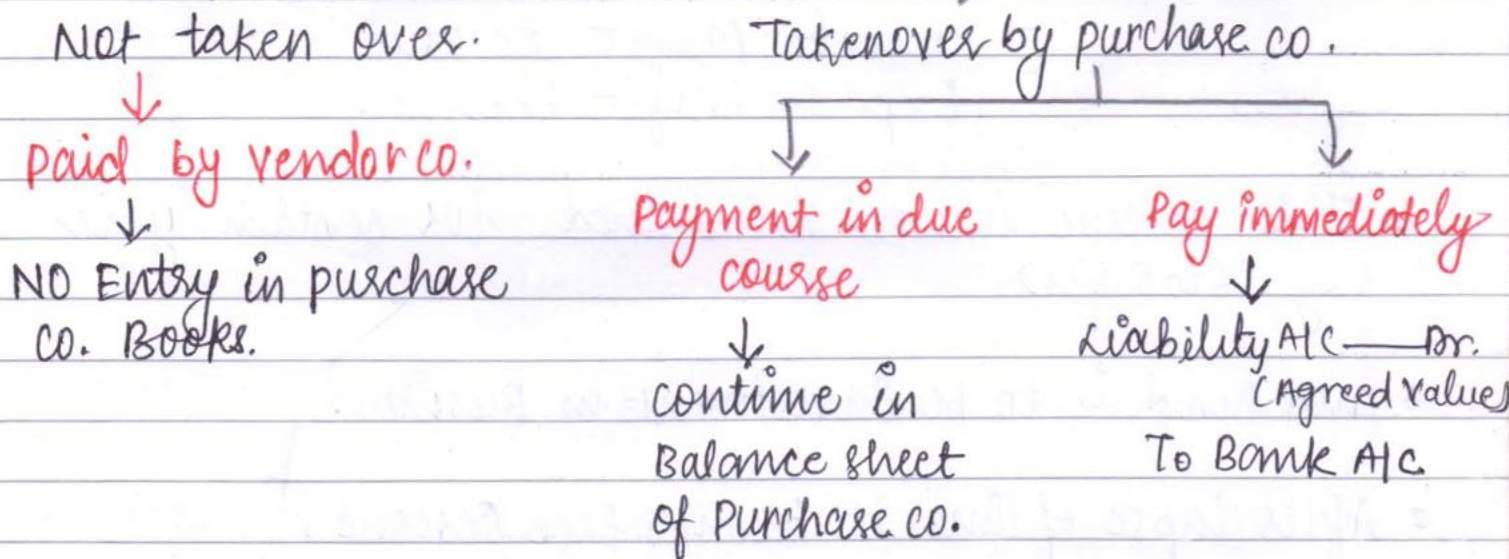 Not taken over.
Takenover by purchase co.
paid by vendor co.
Payment in due
course
Pay immediately
NO Entry in purchase
co. Books.
continue in
Balance sheet
of Purchase co.
Liability A/C — Dr.
(Agreed Value)
To Bank A/C.